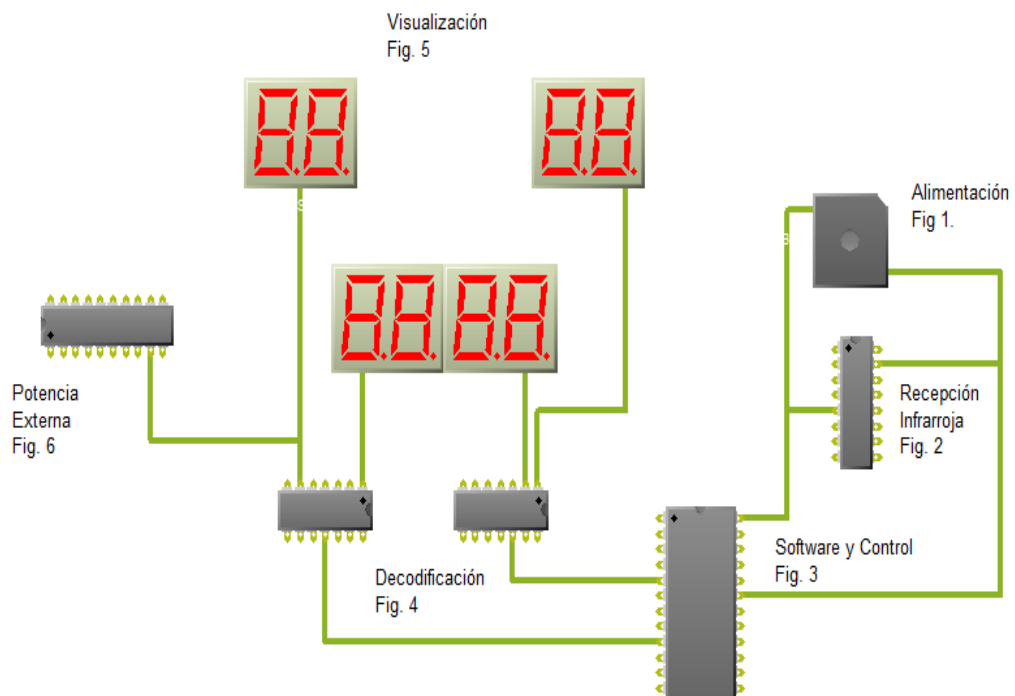 Visualización
Fig. 5
Alimentación
Fig 1.
Potencia
Externa
Fig. 6
Recepción
Infrarroja
Fig. 2
Software y Control
Fig. 3
Decodificación
Fig. 4